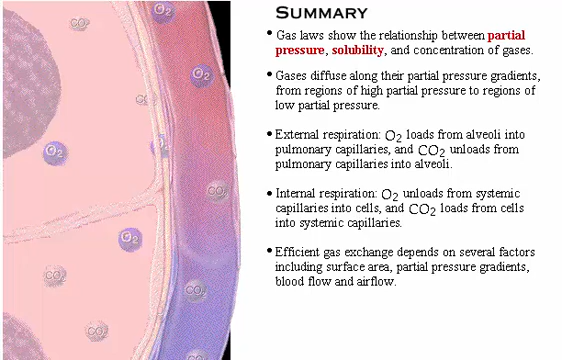 SUMMARY
• Gas laws show the relationship between partial
pressure, solubility, and concentration of gases.
• Gases diffuse along their partial pressure gradients,
from regions of high partial pressure to regions of
low partial pressure.
• External respiration: O2 loads from alveoli into
pulmonary capillaries, and CO2 unloads from
pulmonary capillaries into alveoli.
• Internal respiration: O2 unloads from systemic
capillaries into cells, and CO2 loads from cells
into systemic capillaries.
• Efficient gas exchange depends on several factors
including surface area, partial pressure gradients,
blood flow and airflow.
O2
CO2
O2
CO2
O2
O2
CO2
O2
CO2
CO2
CO2